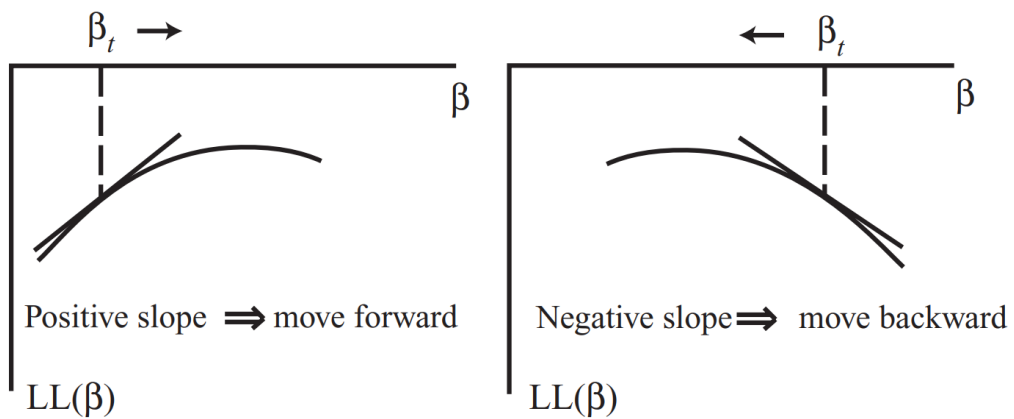 β_t →
β
Positive slope ⇒ move forward
LL(β)
← β_t
β
Negative slope ⇒ move backward
LL(β)